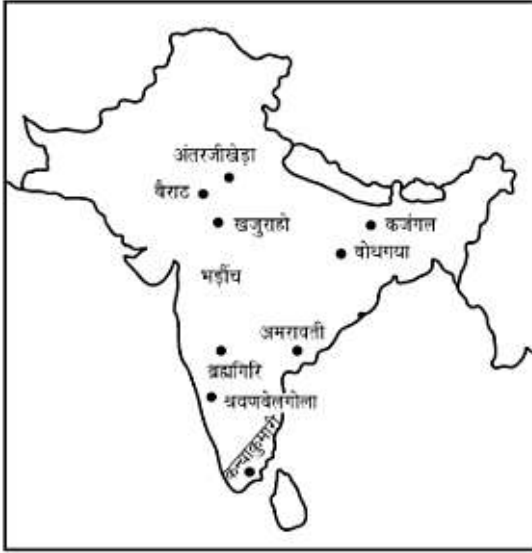 अंतरजीखेड़ा
बैराट
खजुराहो
कजंगल
बोधगया
भड़ौंच
अमरावती
ब्रह्मगिरि
श्रवणबेलगोला
कन्याकुमारी